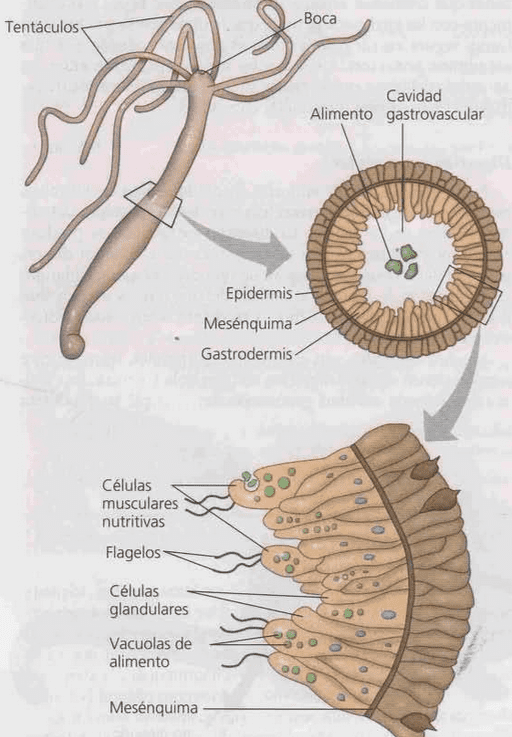 Tentáculos
Boca
Cavidad
gastrovascular
Alimento
Epidermis
Mesénquima
Gastrodermis
Células
musculares
nutritivas
Flagelos
Células
glandulares
Vacuolas de
alimento
Mesénquima